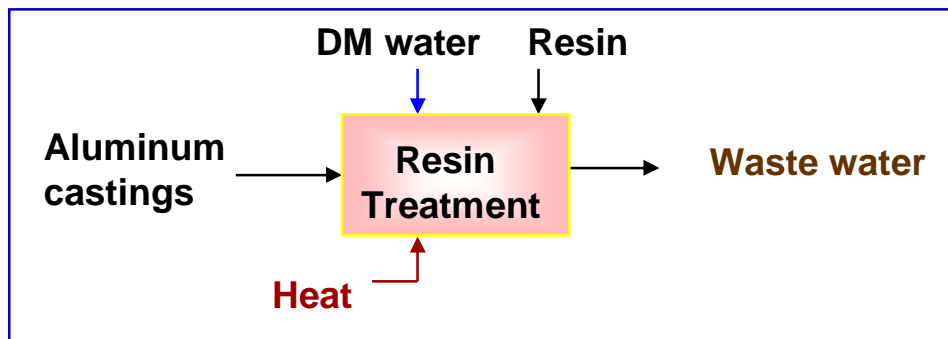 DM water
Resin
Aluminum
castings
Resin
Treatment
Waste water
Heat